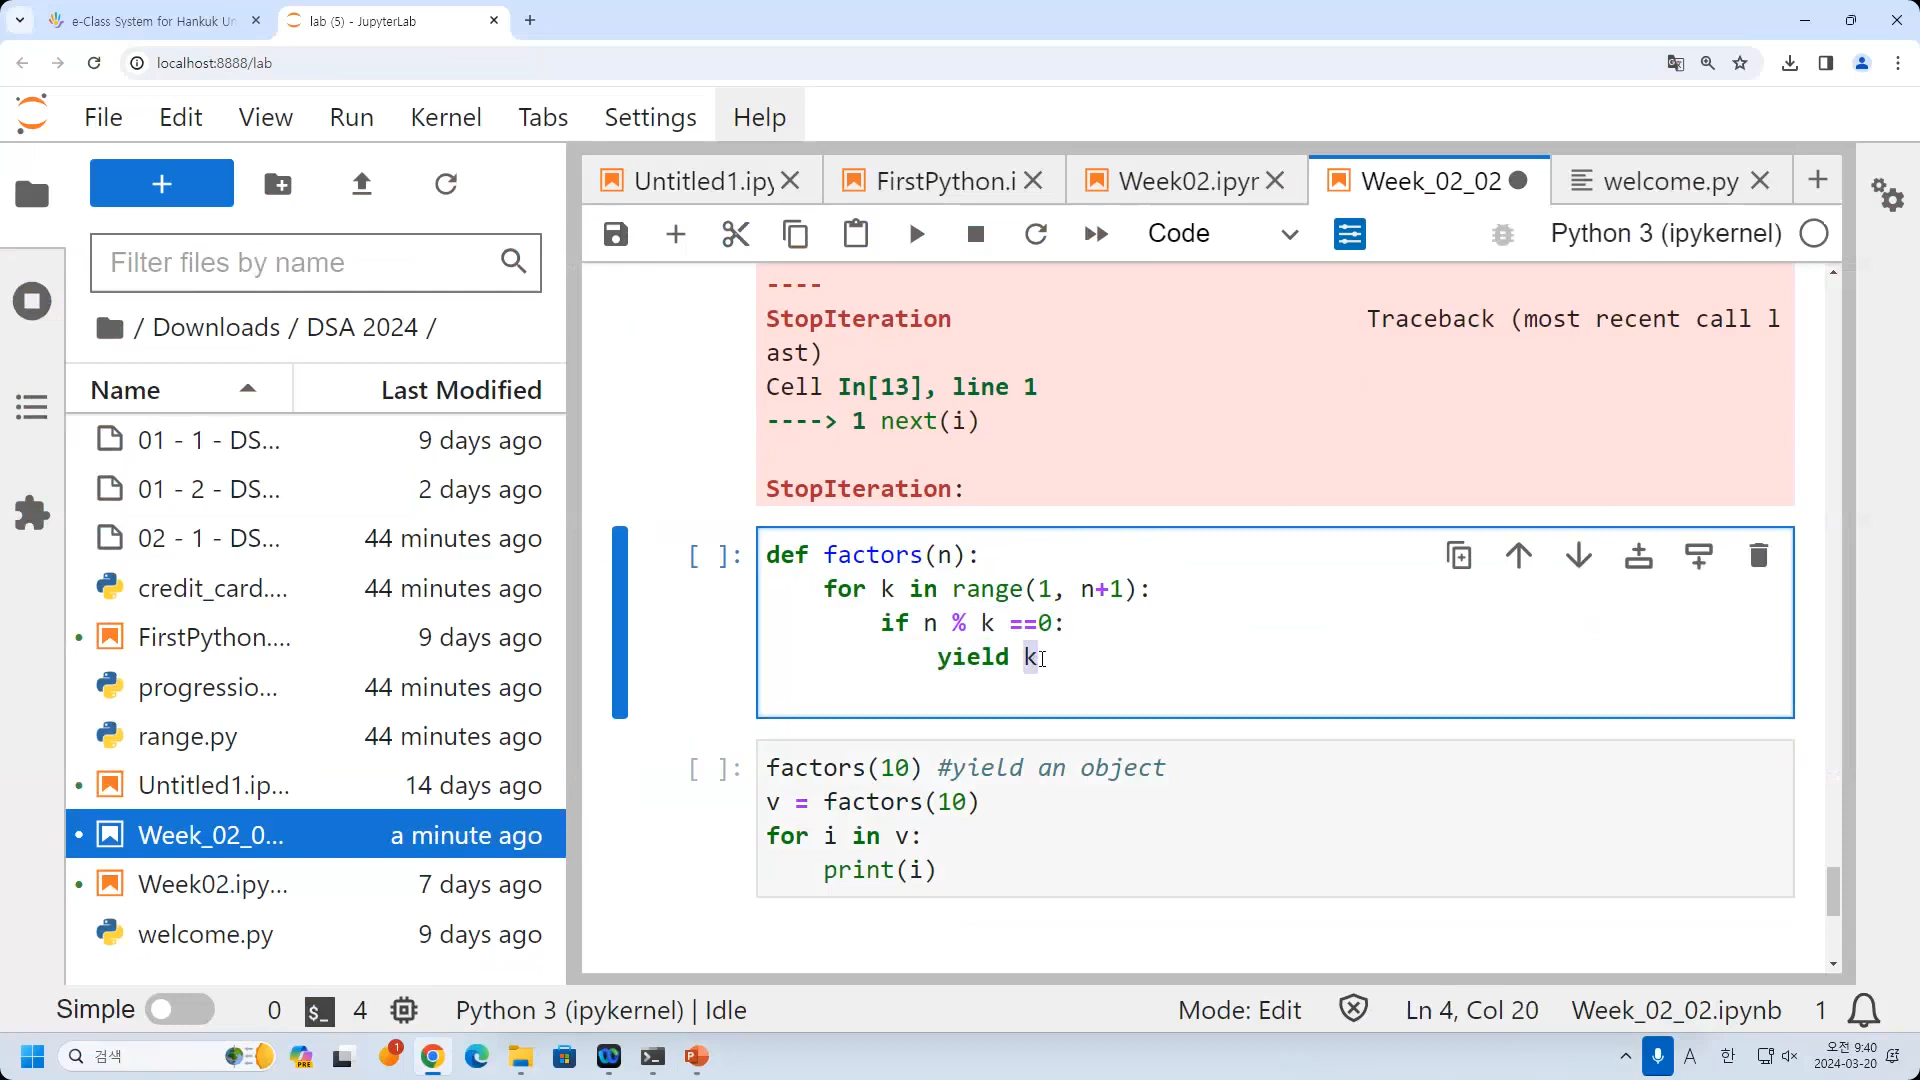 e-Class System for Hankuk Un
lab (5) - JupyterLab
localhost:8888/lab
File Edit View Run Kernel Tabs Settings Help
Untitled1.ipy
FirstPython.i
Week02.ipyr
Week_02_02
welcome.py
Code
Python 3 (ipykernel)
Filter files by name
/ Downloads / DSA 2024 /
Name Last Modified
01 - 1 - DS... 9 days ago
01 - 2 - DS... 2 days ago
02 - 1 - DS... 44 minutes ago
credit_card.... 44 minutes ago
FirstPython.... 9 days ago
progressio... 44 minutes ago
range.py 44 minutes ago
Untitled1.ip... 14 days ago
Week_02_0... a minute ago
Week02.ipy... 7 days ago
welcome.py 9 days ago
----
StopIteration Traceback (most recent call l
ast)
Cell In[13], line 1
----> 1 next(i)
StopIteration:
[ ]: def factors(n):
for k in range(1, n+1):
if n % k ==0:
yield k
[ ]: factors(10) #yield an object
v = factors(10)
for i in v:
print(i)
Simple 0 $_ 4 Python 3 (ipykernel) | Idle Mode: Edit Ln 4, Col 20 Week_02_02.ipynb 1
검색
PRE
1
A 한
오전 9:40
2024-03-20